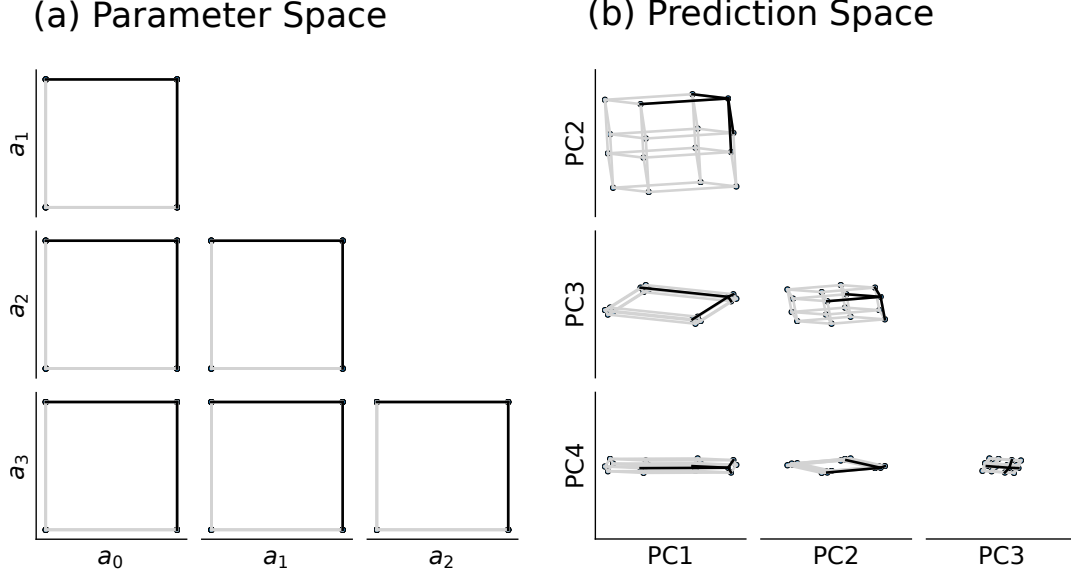 (a) Parameter Space
(b) Prediction Space
a₁
PC2
a₂
PC3
a₃
PC4
a₀
a₁
a₂
PC1
PC2
PC3